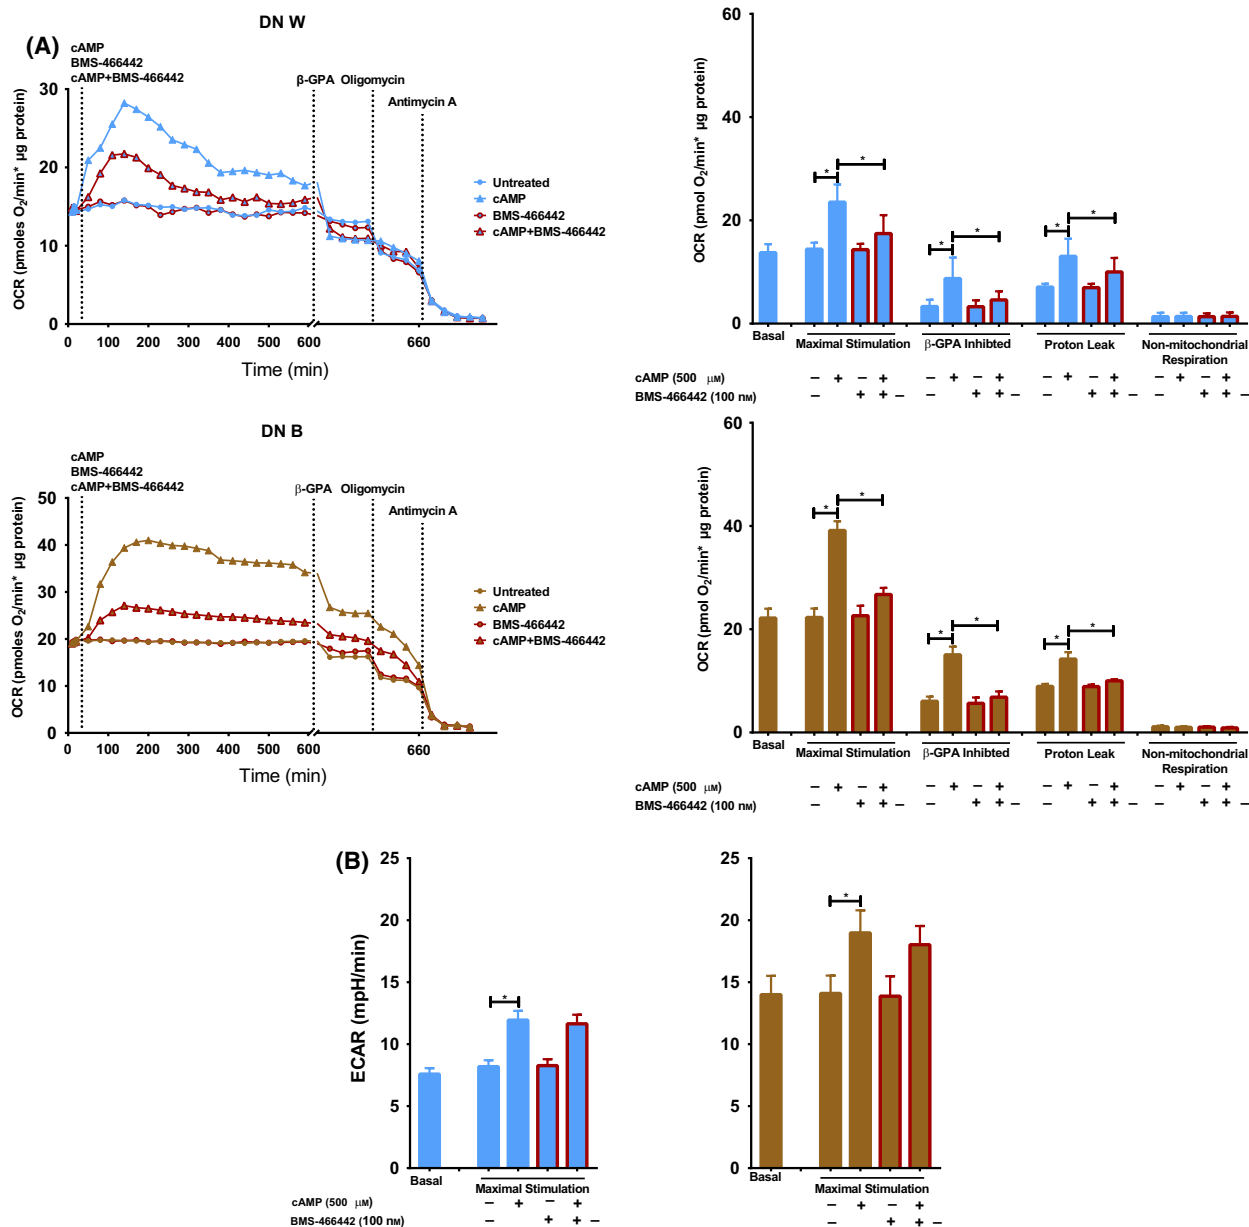 DN W
(A)
cAMP
BMS-466442
cAMP+BMS-466442
β-GPA Oligomycin
Antimycin A
OCR (pmoles O2/min* µg protein)
30
20
10
0
0 100 200 300 400 500 600 660
Time (min)
Untreated
cAMP
BMS-466442
cAMP+BMS-466442
OCR (pmol O2/min* µg protein)
60
40
20
0
* * * * * *
Basal
Maximal Stimulation
β-GPA Inhibted
Proton Leak
Non-mitochondrial
Respiration
cAMP (500 µM) – + – + – + – + – + – + – + – +
BMS-466442 (100 nM) – + + – – + + – – + + – – + + –
DN B
cAMP
BMS-466442
cAMP+BMS-466442
β-GPA Oligomycin
Antimycin A
OCR (pmoles O2/min* µg protein)
50
40
30
20
10
0
0 100 200 300 400 500 600 660
Time (min)
Untreated
cAMP
BMS-466442
cAMP+BMS-466442
OCR (pmol O2/min* µg protein)
60
40
20
0
* * * * * *
Basal
Maximal Stimulation
β-GPA Inhibted
Proton Leak
Non-mitochondrial
Respiration
cAMP (500 µM) – + – + – + – + – + – + – + – +
BMS-466442 (100 nM) – + + – – + + – – + + – – + + –
(B)
ECAR (mpH/min)
25
20
15
10
5
0
*
Basal
Maximal Stimulation
cAMP (500 µM) – + – +
BMS-466442 (100 nM) – + + –
25
20
15
10
5
0
*
Basal
Maximal Stimulation
– + – +
– + + –